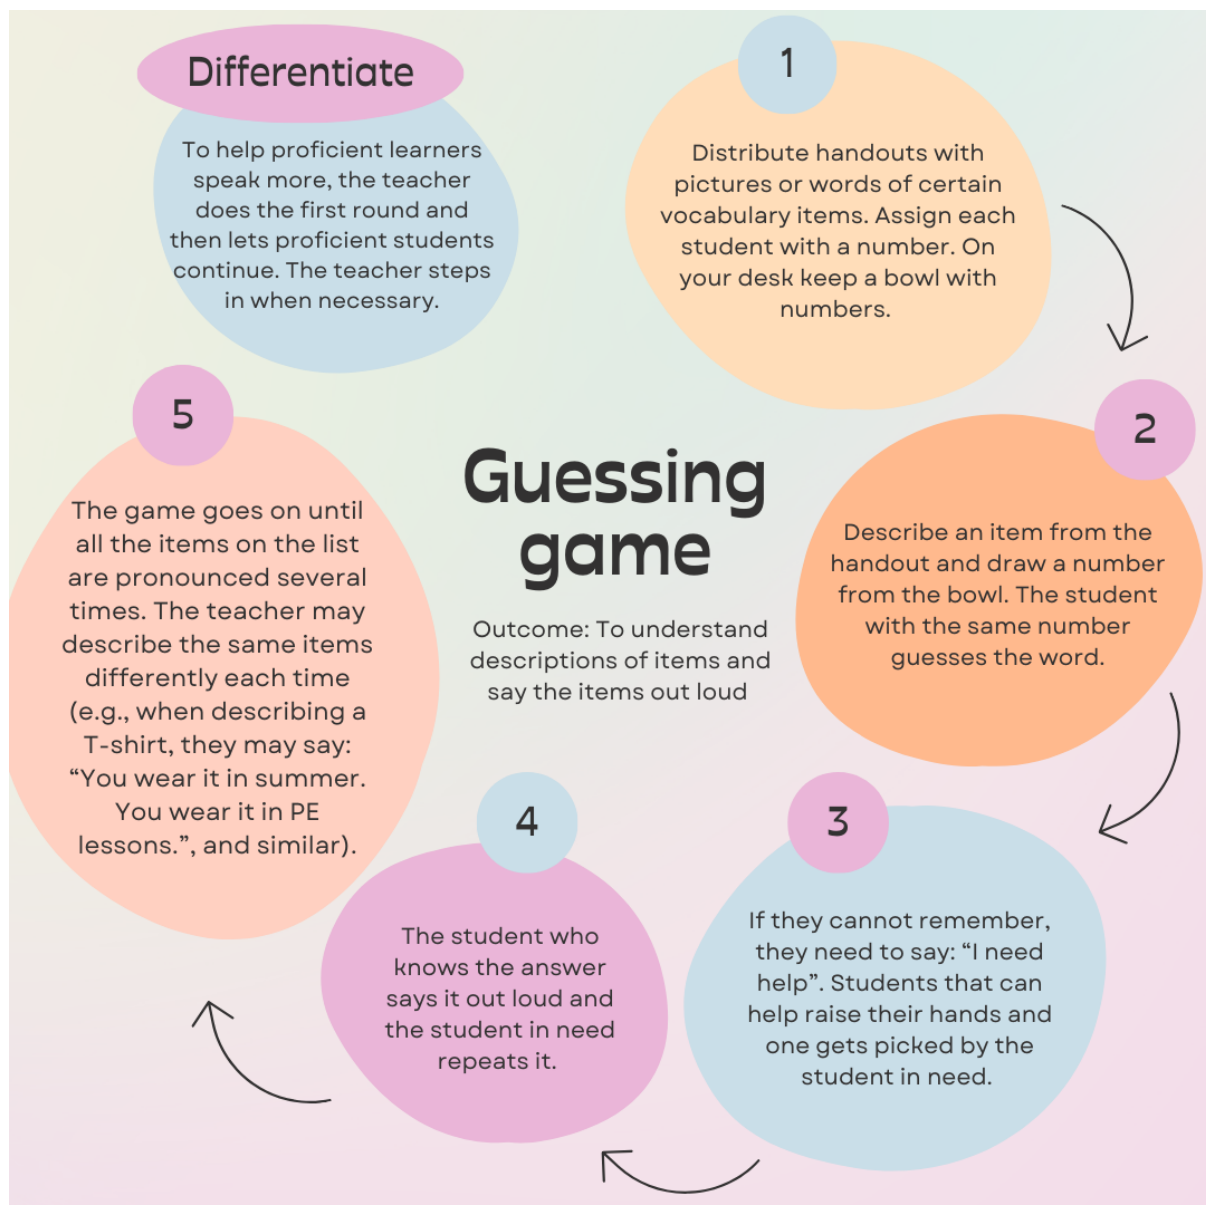 Differentiate
To help proficient learners
speak more, the teacher
does the first round and
then lets proficient students
continue. The teacher steps
in when necessary.
Guessing
game
Outcome: To understand
descriptions of items and
say the items out loud
1
Distribute handouts with
pictures or words of certain
vocabulary items. Assign each
student with a number. On
your desk keep a bowl with
numbers.
2
Describe an item from the
handout and draw a number
from the bowl. The student
with the same number
guesses the word.
3
If they cannot remember,
they need to say: “I need
help”. Students that can
help raise their hands and
one gets picked by the
student in need.
4
The student who
knows the answer
says it out loud and
the student in need
repeats it.
5
The game goes on until
all the items on the list
are pronounced several
times. The teacher may
describe the same items
differently each time
(e.g., when describing a
T-shirt, they may say:
“You wear it in summer.
You wear it in PE
lessons.”, and similar).